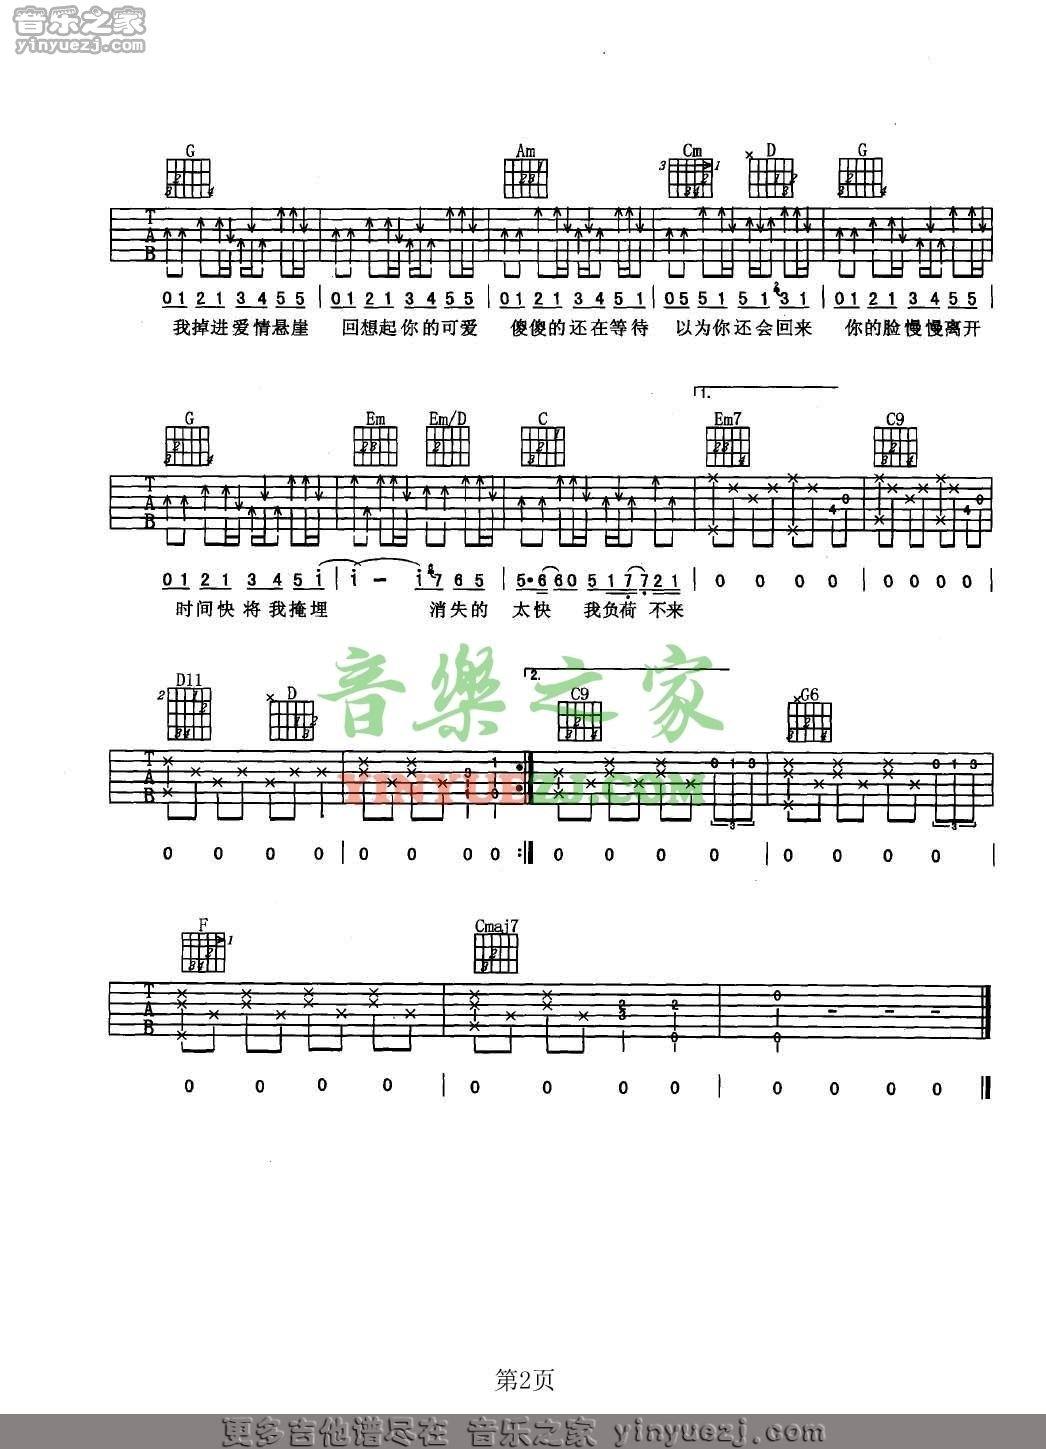 音乐之家
yinyuezj.com
G Am Cm D G
T
A
B
0 1 2 1 3 4 5 5 | 0 1 2 1 3 4 5 5 | 0 1 2 1 3 4 5 1 | 0 5 5 1 5 1 3 1 | 0 1 2 1 3 4 5 5 |
我掉进爱情悬崖 回想起你的可爱 傻傻的还在等待 以为你还会回来 你的脸慢慢离开
1.
G Em Em/D C Em7 C9
T
A
B
0 1 2 1 3 4 5 i | i - i 7 6 5 | 5· 6 6 0 5 1 7 7 2 1 | 0 0 0 0 | 0 0 0 0 |
时间快将我掩埋 消失的 太快 我负荷不来
音樂之家
2.
D11 D C9 G6
T
A
B
YINYUEZJ.COM
0 0 0 0 | 0 0 0 0 :| 0 0 0 0 | 0 0 0 0 |
F Cmaj7
T
A
B
0 0 0 0 | 0 0 0 0 | 0 0 0 0
第2页
更多吉他谱尽在 音乐之家 yinyuezj.com